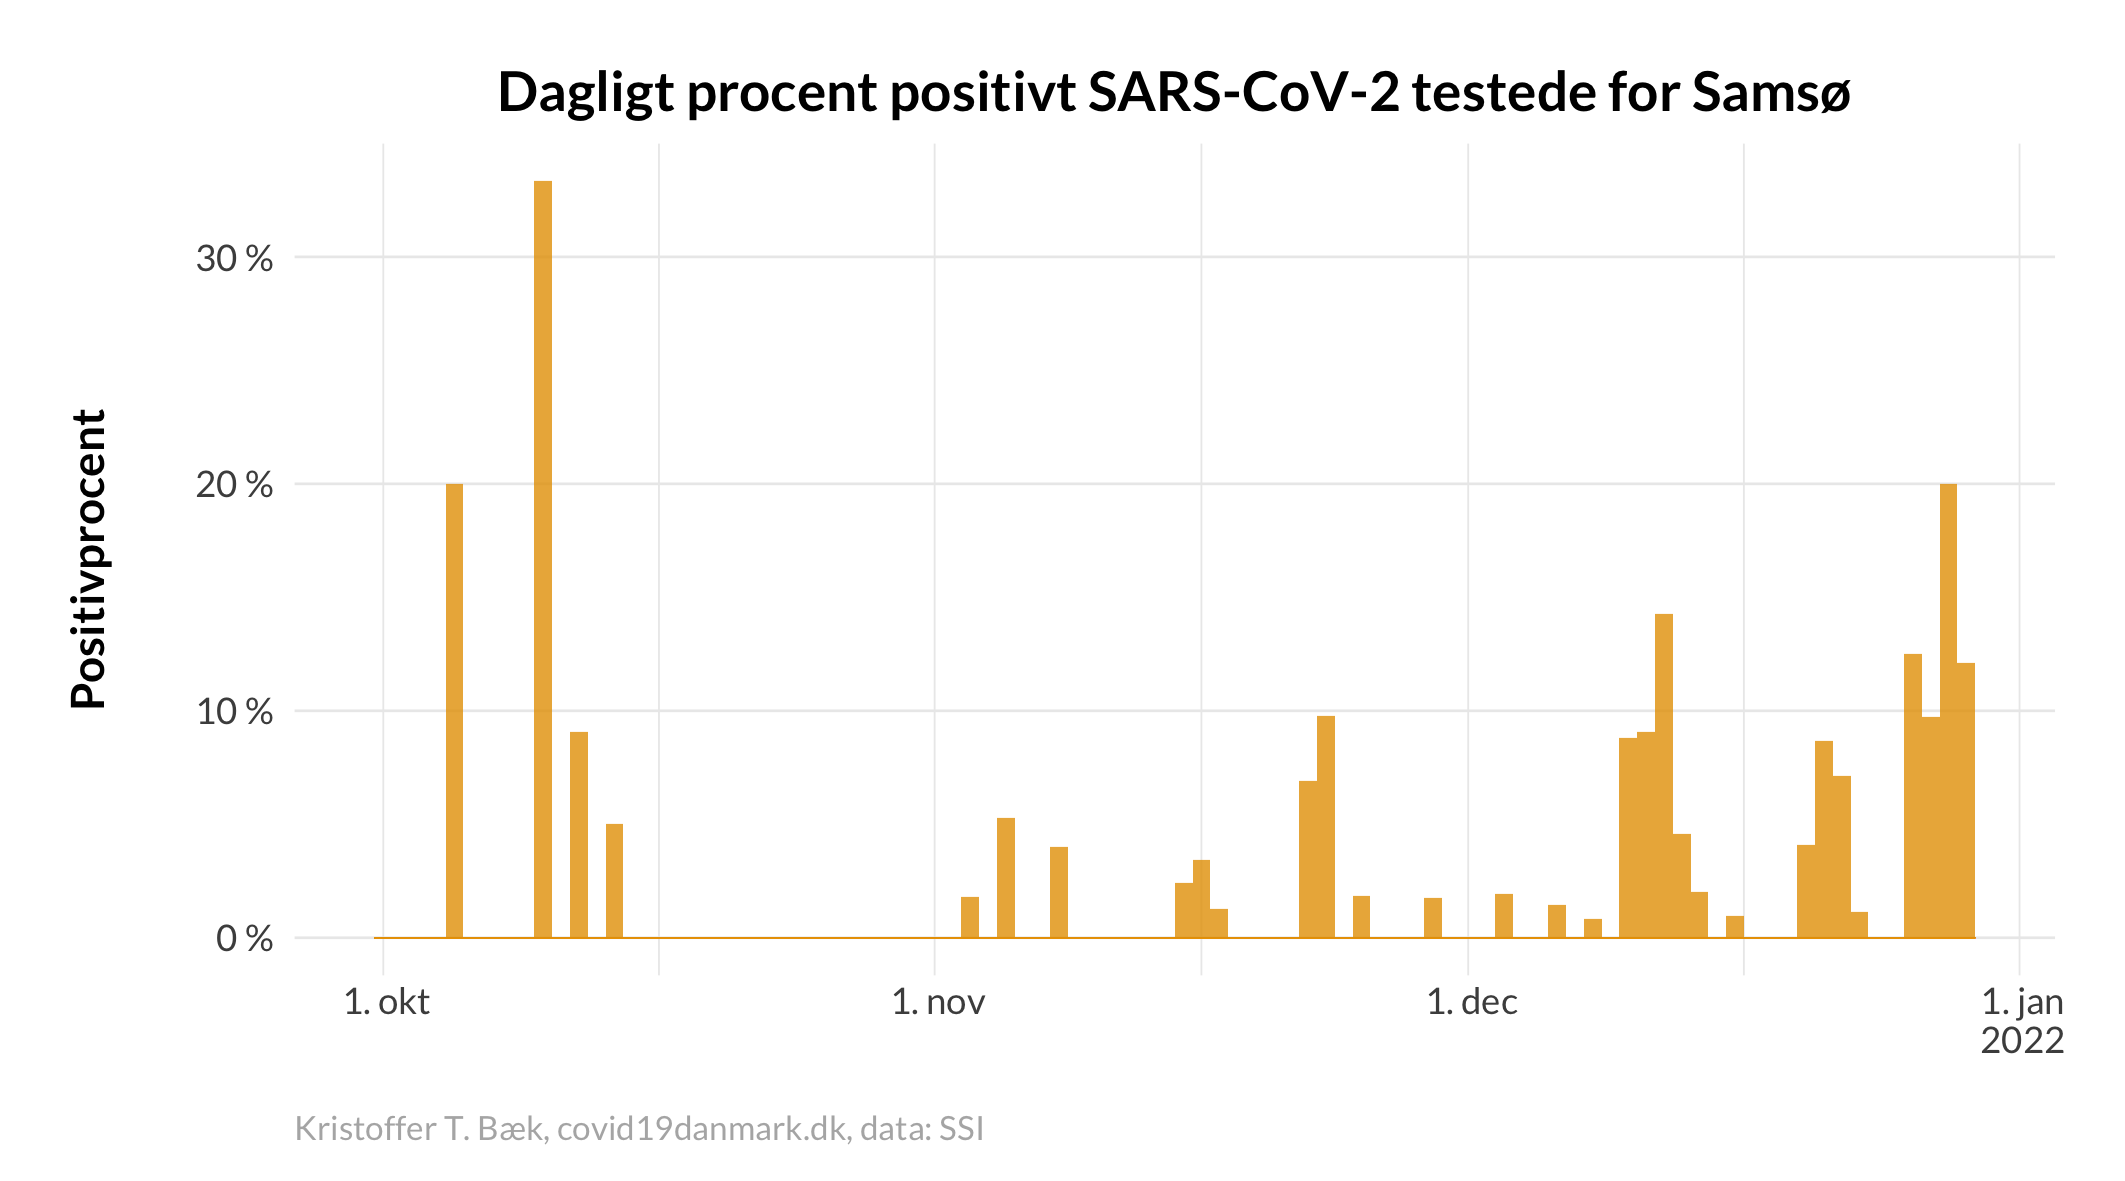 Dagligt procent positivt SARS-CoV-2 testede for Samsø
Positivprocent
30 %
20 %
10 %
0 %
1. okt
1. nov
1. dec
1. jan
2022
Kristoffer T. Bæk, covid19danmark.dk, data: SSI